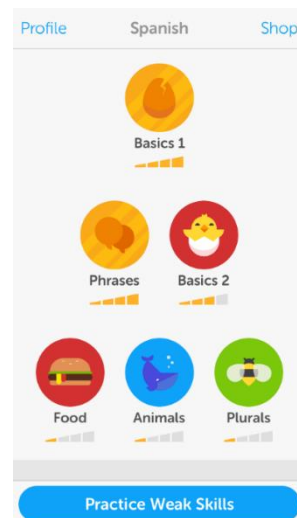 Profile Spanish Shop
Basics 1
Phrases Basics 2
Food Animals Plurals
Practice Weak Skills